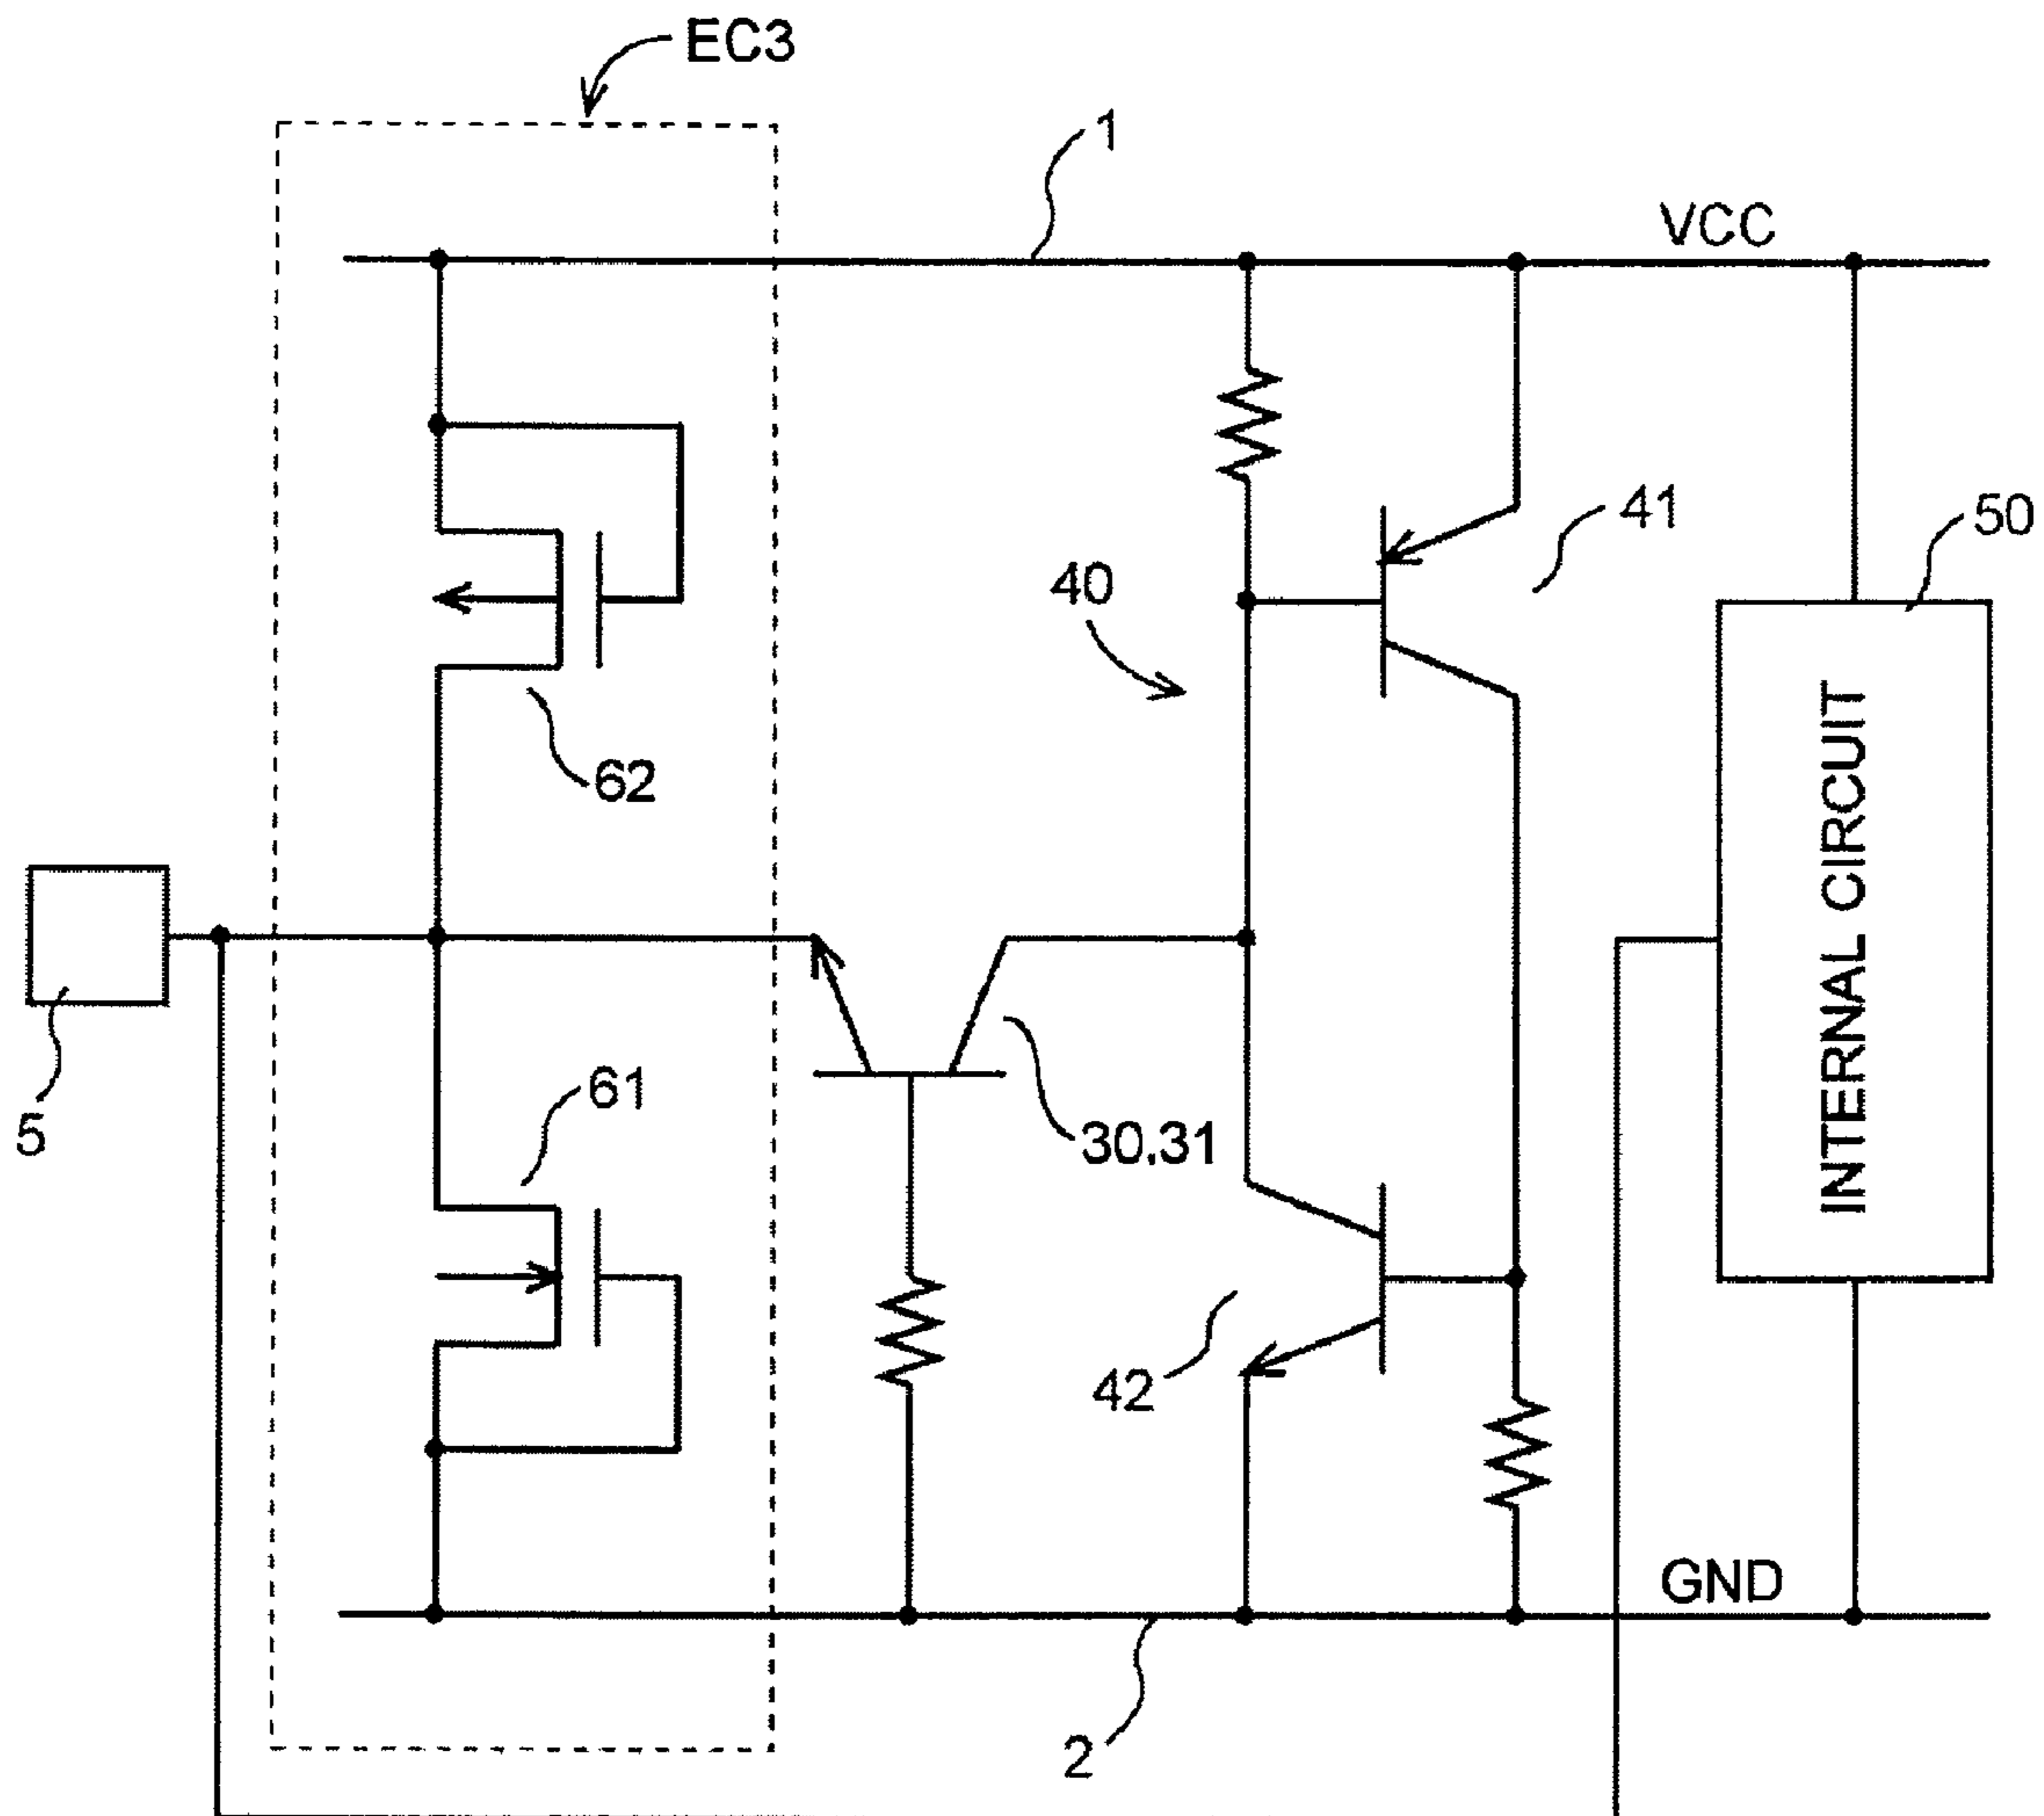 EC3
1
VCC
41
50
40
62
INTERNAL CIRCUIT
5
61
30,31
42
GND
2